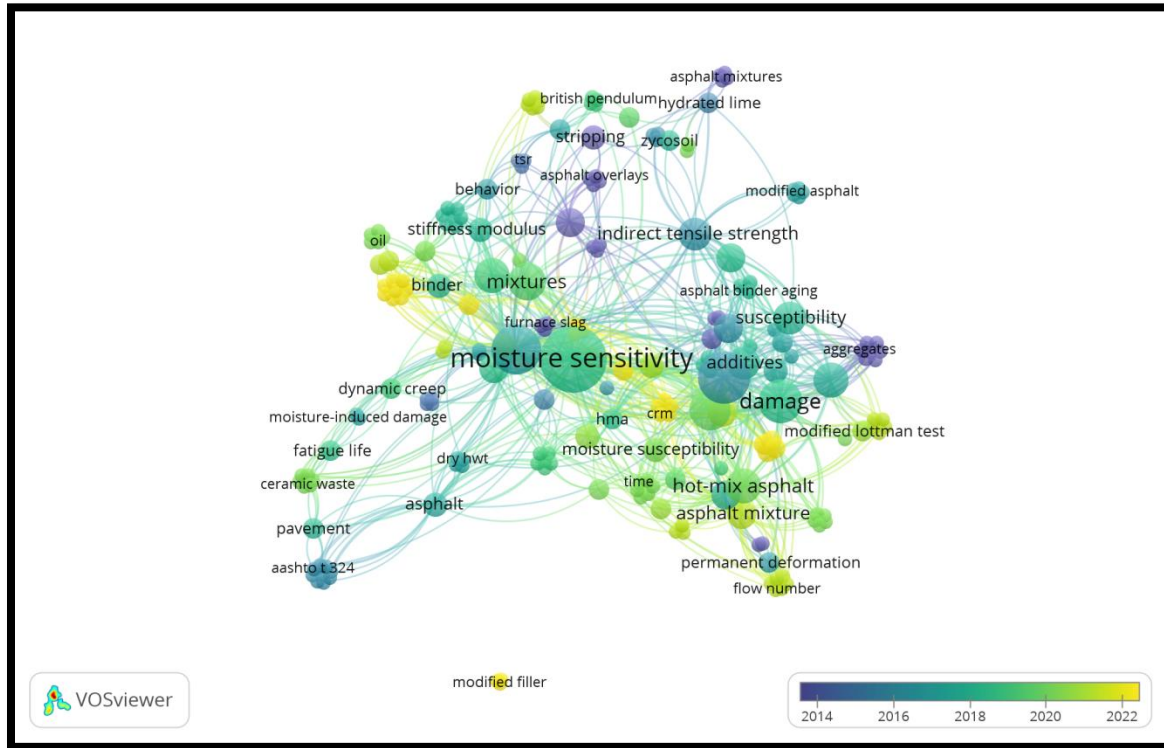 asphalt mixtures
british pendulum
hydrated lime
stripping
zycosoil
tsr
asphalt overlays
behavior
modified asphalt
stiffness modulus
indirect tensile strength
oil
binder
mixtures
asphalt binder aging
furnace slag
susceptibility
moisture sensitivity
additives
aggregates
dynamic creep
damage
moisture-induced damage
hma
crm
modified lottman test
fatigue life
dry hwt
moisture susceptibility
ceramic waste
time
hot-mix asphalt
asphalt
asphalt mixture
pavement
aashto t 324
permanent deformation
flow number
modified filler
VOSviewer
2014 2016 2018 2020 2022